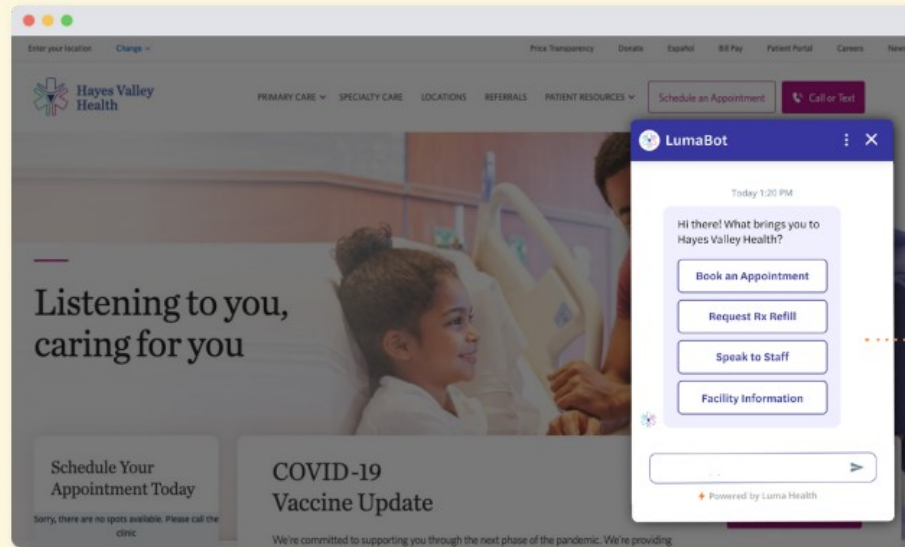 Enter your location Change
Price Transparency Donate Español Bill Pay Patient Portal Careers News
Hayes Valley
Health
PRIMARY CARE SPECIALTY CARE LOCATIONS REFERRALS PATIENT RESOURCES Schedule an Appointment Call or Text
LumaBot
Today 1:20 PM
Hi there! What brings you to
Hayes Valley Health?
Book an Appointment
Request Rx Refill
Speak to Staff
Facility Information
Powered by Luma Health
Listening to you,
caring for you
Schedule Your
Appointment Today
Sorry, there are no spots available. Please call the
clinic
COVID-19
Vaccine Update
We're committed to supporting you through the next phase of the pandemic. We're providing